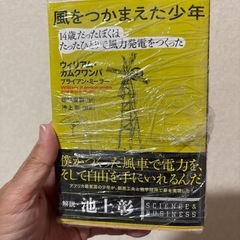 風をつかまえた少年
14歳だったぼくは
たったひとりで風力発電をつくった
ウィリアム・
カムクワンバ
ブライアン・ミーラー
僕がつくった風車で電力を、
そして自由を手にいれるんだ。
解説・池上彰
SCIENCE&
BUSINESS